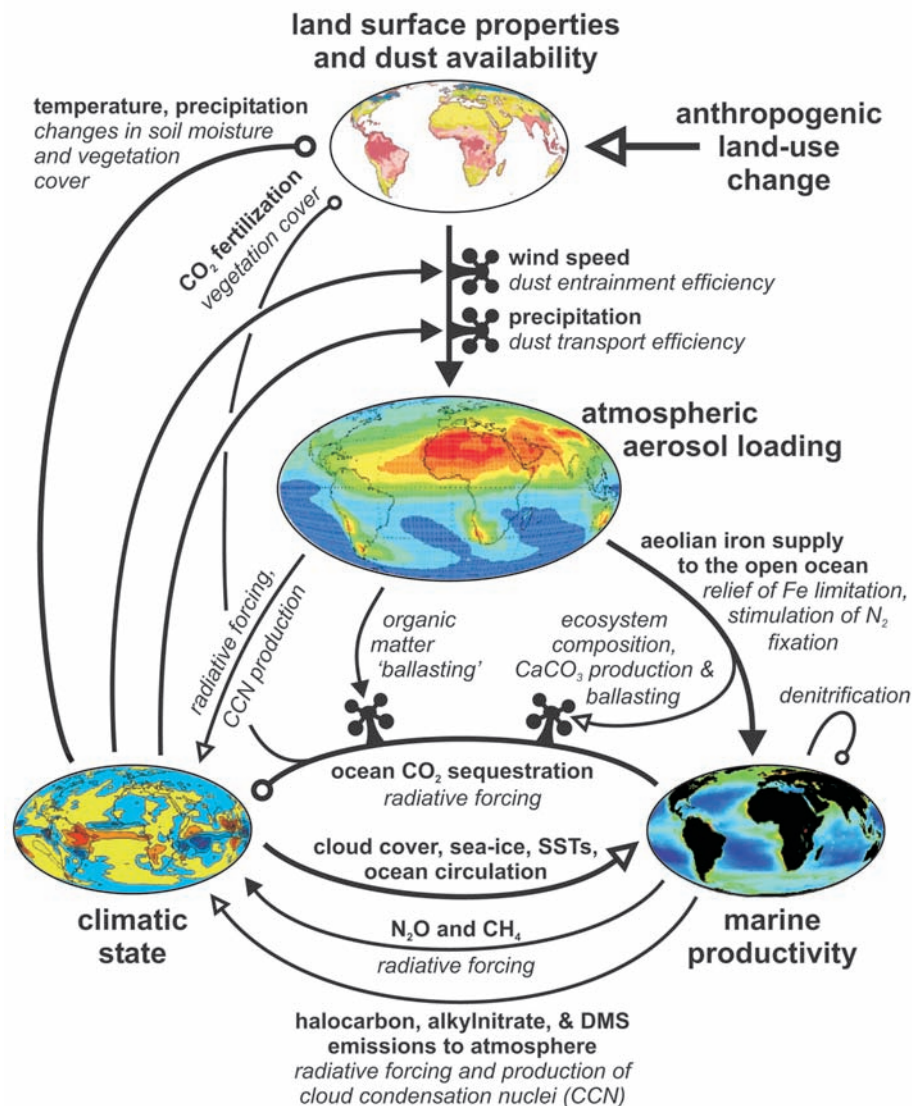 land surface properties
and dust availability
temperature, precipitation
changes in soil moisture
and vegetation
cover
anthropogenic
land-use
change
CO₂ fertilization
vegetation cover
wind speed
dust entrainment efficiency
precipitation
dust transport efficiency
atmospheric
aerosol loading
aeolian iron supply
to the open ocean
relief of Fe limitation,
stimulation of N₂
fixation
radiative forcing,
CCN production
organic
matter
‘ballasting’
ecosystem
composition,
CaCO₃ production &
ballasting
denitrification
ocean CO₂ sequestration
radiative forcing
cloud cover, sea-ice, SSTs,
ocean circulation
climatic
state
marine
productivity
N₂O and CH₄
radiative forcing
halocarbon, alkylnitrate, & DMS
emissions to atmosphere
radiative forcing and production of
cloud condensation nuclei (CCN)